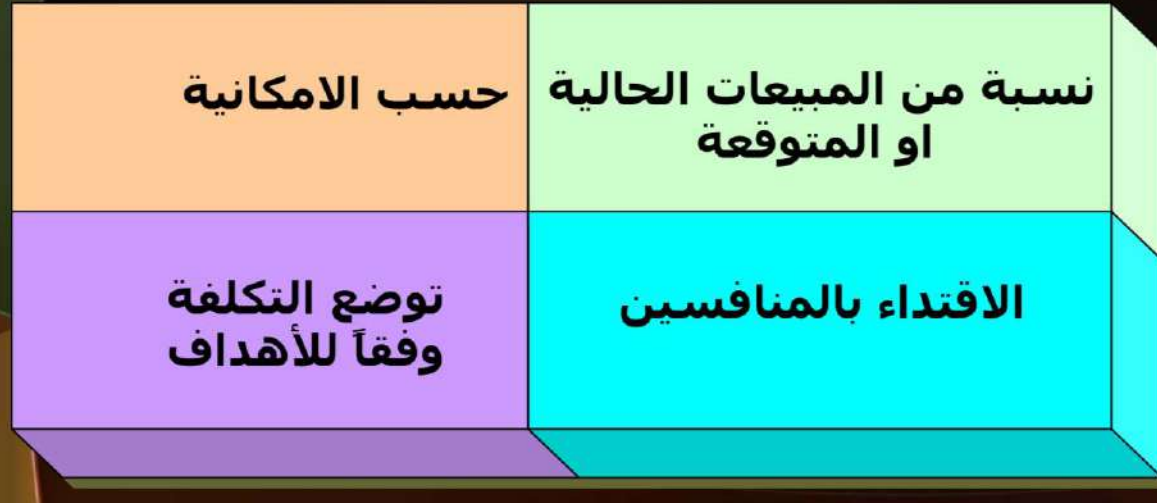 نسبة من المبيعات الحالية
او المتوقعة
حسب الامكانية
الاقتداء بالمنافسين
توضع التكلفة
وفقاً للأهداف